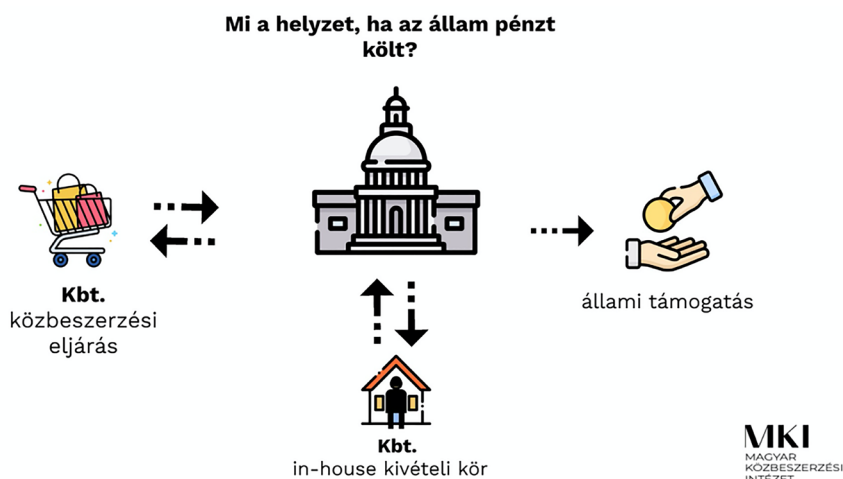 Mi a helyzet, ha az állam pénzt
költ?
Kbt.
közbeszerzési
eljárás
állami támogatás
Kbt.
in-house kivételi kör
MKI
MAGYAR
KÖZBESZERZÉSI
INTÉZET